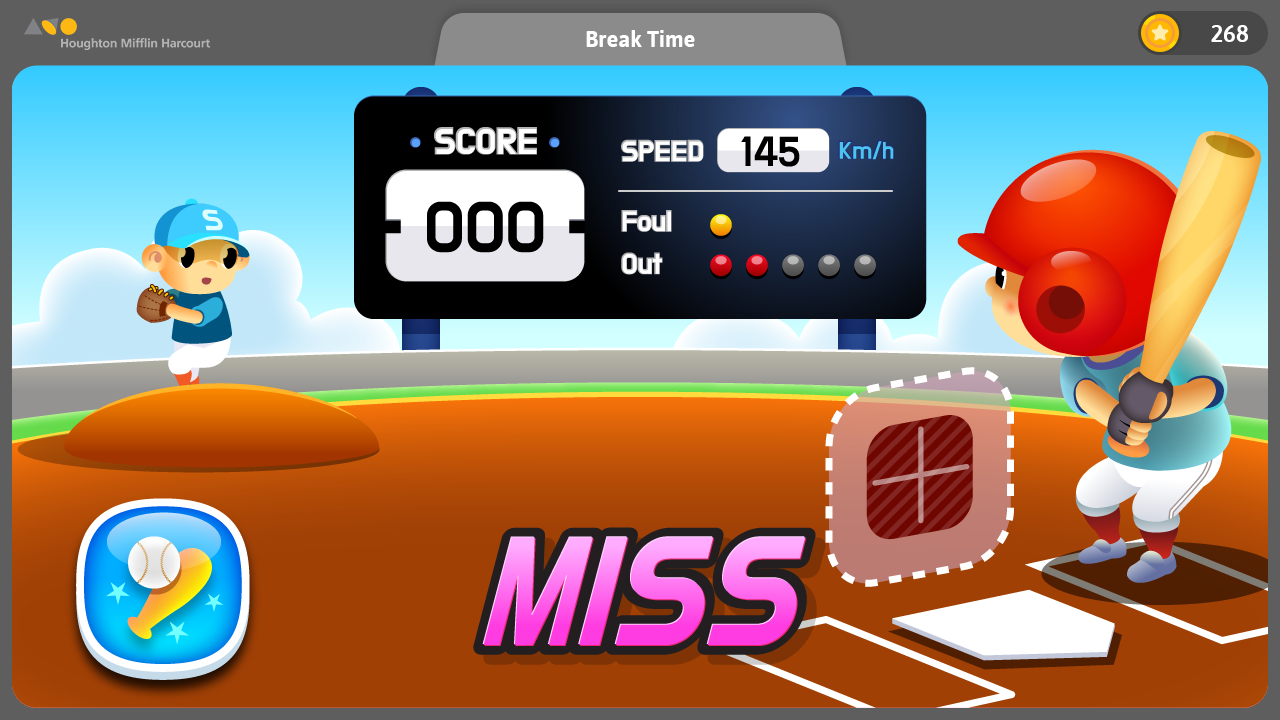 Houghton Mifflin Harcourt
Break Time
268
SCORE
000
SPEED 145 Km/h
Foul
Out
S
MISS